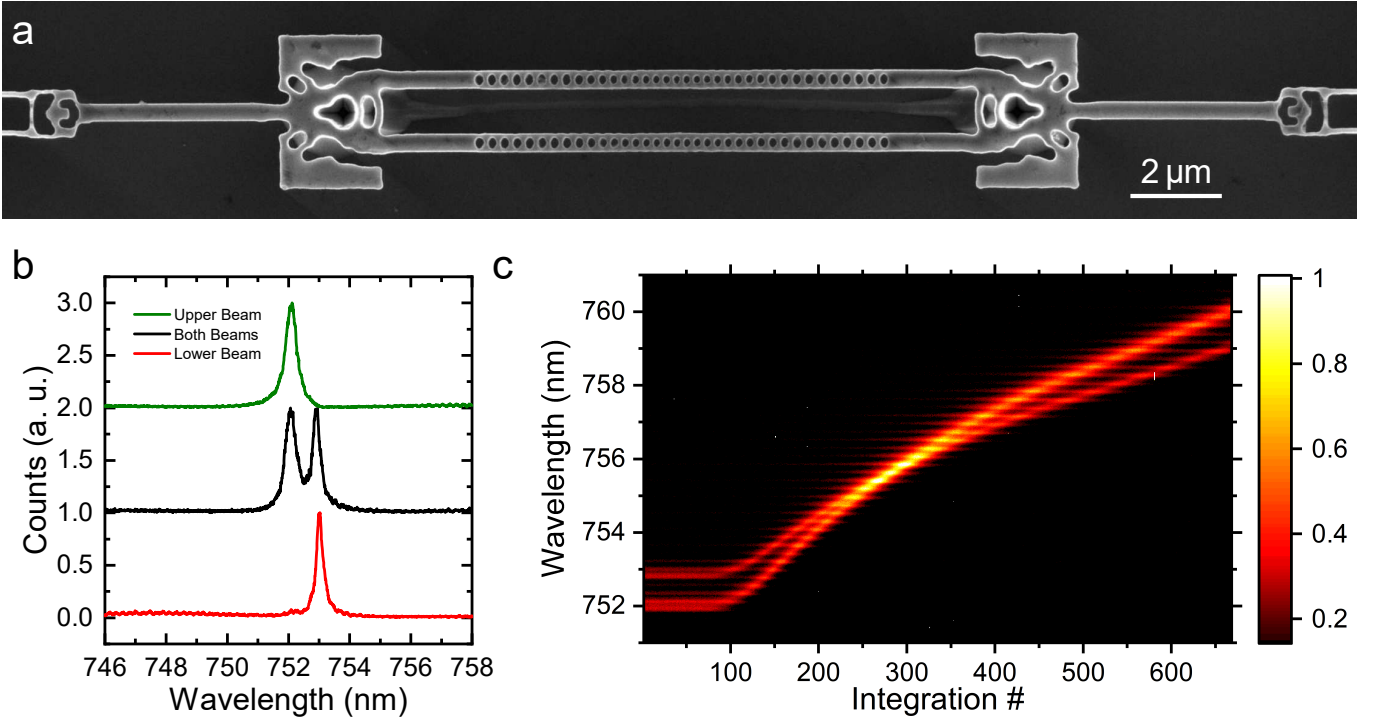 a
2 µm
b
c
3.0
2.5
2.0
1.5
1.0
0.5
0.0
Counts (a. u.)
Upper Beam
Both Beams
Lower Beam
746 748 750 752 754 756 758
Wavelength (nm)
760
758
756
754
752
Wavelength (nm)
100 200 300 400 500 600
Integration #
1
0.8
0.6
0.4
0.2